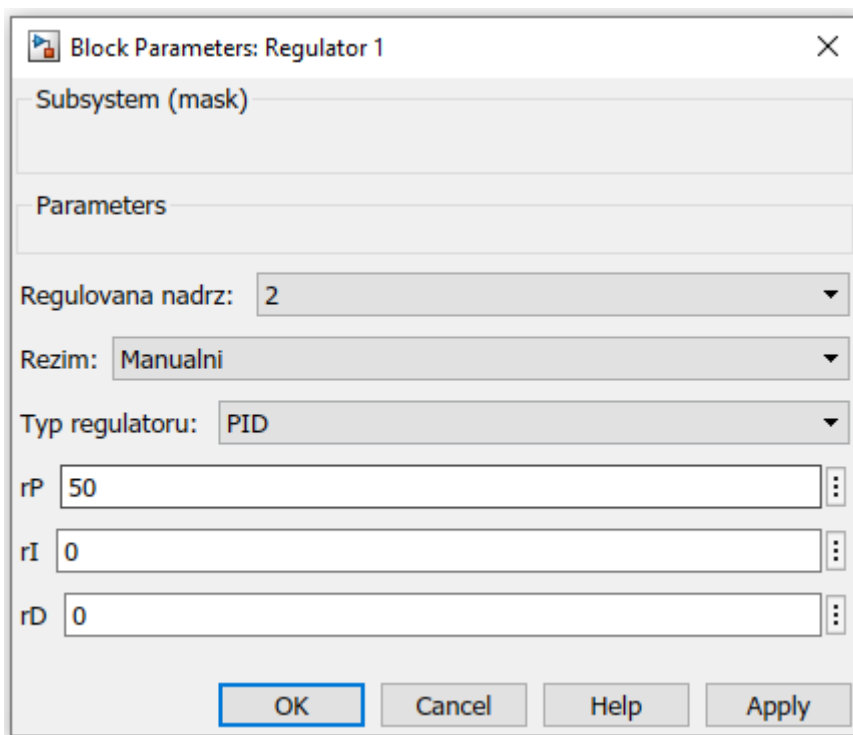 Block Parameters: Regulator 1
Subsystem (mask)
Parameters
Regulovana nadrz: 2
Rezim: Manualni
Typ regulatoru: PID
rP 50
rI 0
rD 0
OK Cancel Help Apply